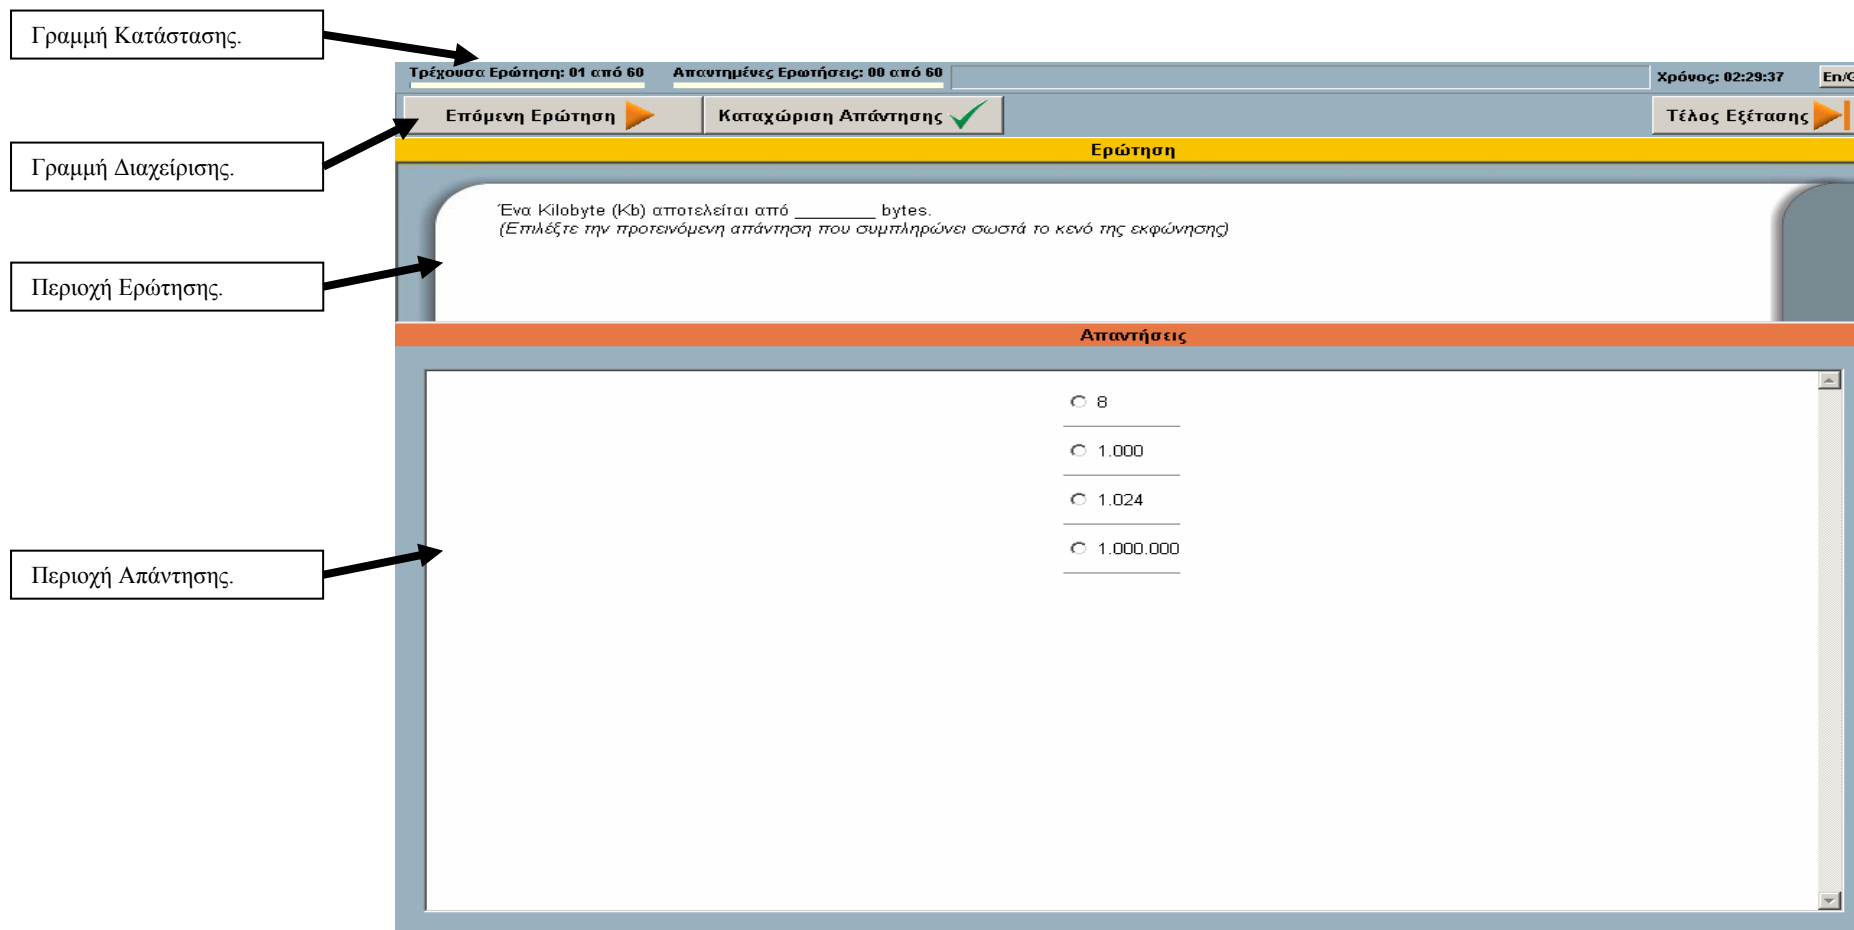 Γραμμή Κατάστασης.
Τρέχουσα Ερώτηση: 01 από 60 Απαντημένες Ερωτήσεις: 00 από 60 Χρόνος: 02:29:37 En/G
Επόμενη Ερώτηση Καταχώριση Απάντησης Τέλος Εξέτασης
Γραμμή Διαχείρισης.
Ερώτηση
Ένα Kilobyte (Kb) αποτελείται από ________ bytes.
(Επιλέξτε την προτεινόμενη απάντηση που συμπληρώνει σωστά το κενό της εκφώνησης)
Περιοχή Ερώτησης.
Απαντήσεις
8
1.000
1.024
1.000.000
Περιοχή Απάντησης.